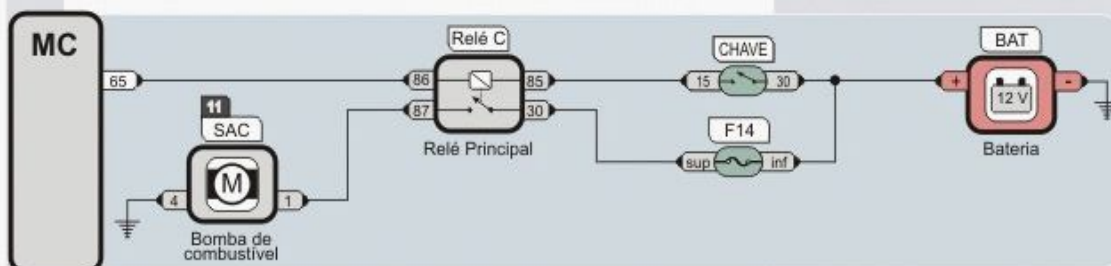 MC
65
11
SAC
4
M
1
Bomba de
combustível
Relé C
86
85
87
30
Relé Principal
CHAVE
15
30
F14
sup
inf
BAT
+
-
12 V
Bateria